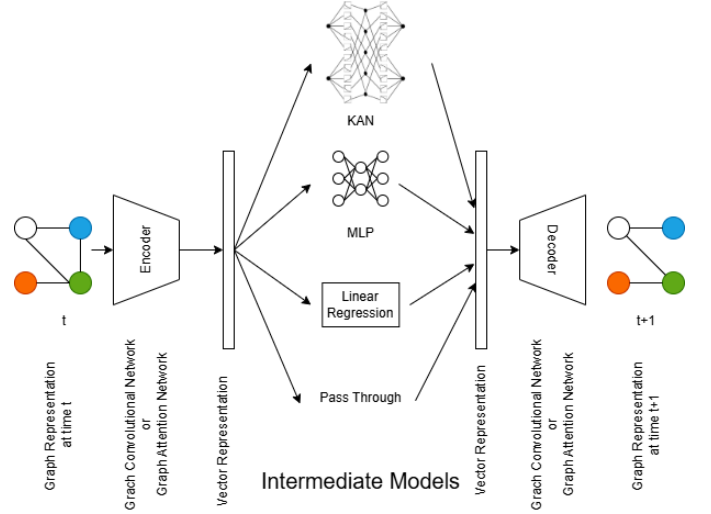 KAN
MLP
Encoder
Decoder
Linear
Regression
t
t+1
Pass Through
Graph Representation
at time t
Grach Convolutional Network
or
Graph Attention Network
Vector Representation
Vector Representation
Grach Convolutional Network
or
Graph Attention Network
Graph Representation
at time t+1
Intermediate Models